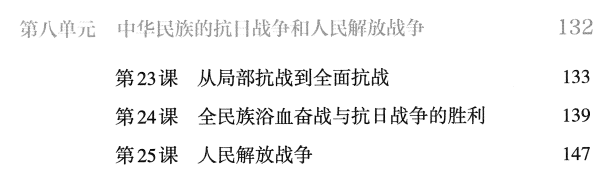 第八单元 中华民族的抗日战争和人民解放战争 132
第23课 从局部抗战到全面抗战 133
第24课 全民族浴血奋战与抗日战争的胜利 139
第25课 人民解放战争 147